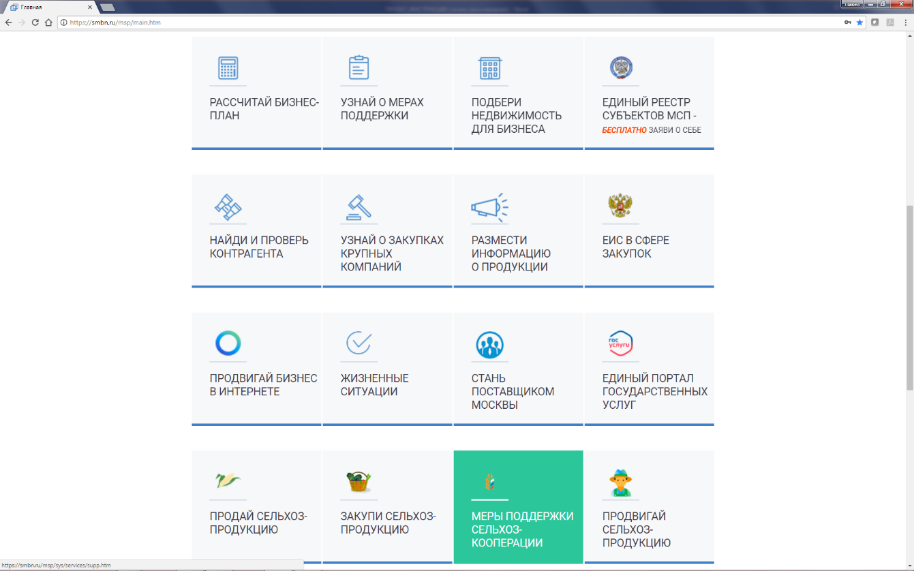 Главная
https://smbn.ru/msp/main.htm
РАССЧИТАЙ БИЗНЕС-
ПЛАН
УЗНАЙ О МЕРАХ
ПОДДЕРЖКИ
ПОДБЕРИ
НЕДВИЖИМОСТЬ
ДЛЯ БИЗНЕСА
ЕДИНЫЙ РЕЕСТР
СУБЪЕКТОВ МСП -
БЕСПЛАТНО ЗАЯВИ О СЕБЕ
НАЙДИ И ПРОВЕРЬ
КОНТРАГЕНТА
УЗНАЙ О ЗАКУПКАХ
КРУПНЫХ
КОМПАНИЙ
РАЗМЕСТИ
ИНФОРМАЦИЮ
О ПРОДУКЦИИ
ЕИС В СФЕРЕ
ЗАКУПОК
ПРОДВИГАЙ БИЗНЕС
В ИНТЕРНЕТЕ
ЖИЗНЕННЫЕ
СИТУАЦИИ
СТАНЬ
ПОСТАВЩИКОМ
МОСКВЫ
гос
услуги
ЕДИНЫЙ ПОРТАЛ
ГОСУДАРСТВЕННЫХ
УСЛУГ
ПРОДАЙ СЕЛЬХОЗ-
ПРОДУКЦИЮ
ЗАКУПИ СЕЛЬХОЗ-
ПРОДУКЦИЮ
МЕРЫ ПОДДЕРЖКИ
СЕЛЬХОЗ-
КООПЕРАЦИИ
ПРОДВИГАЙ
СЕЛЬХОЗ-
ПРОДУКЦИЮ
https://smbn.ru/msp/sys/services/supp.htm